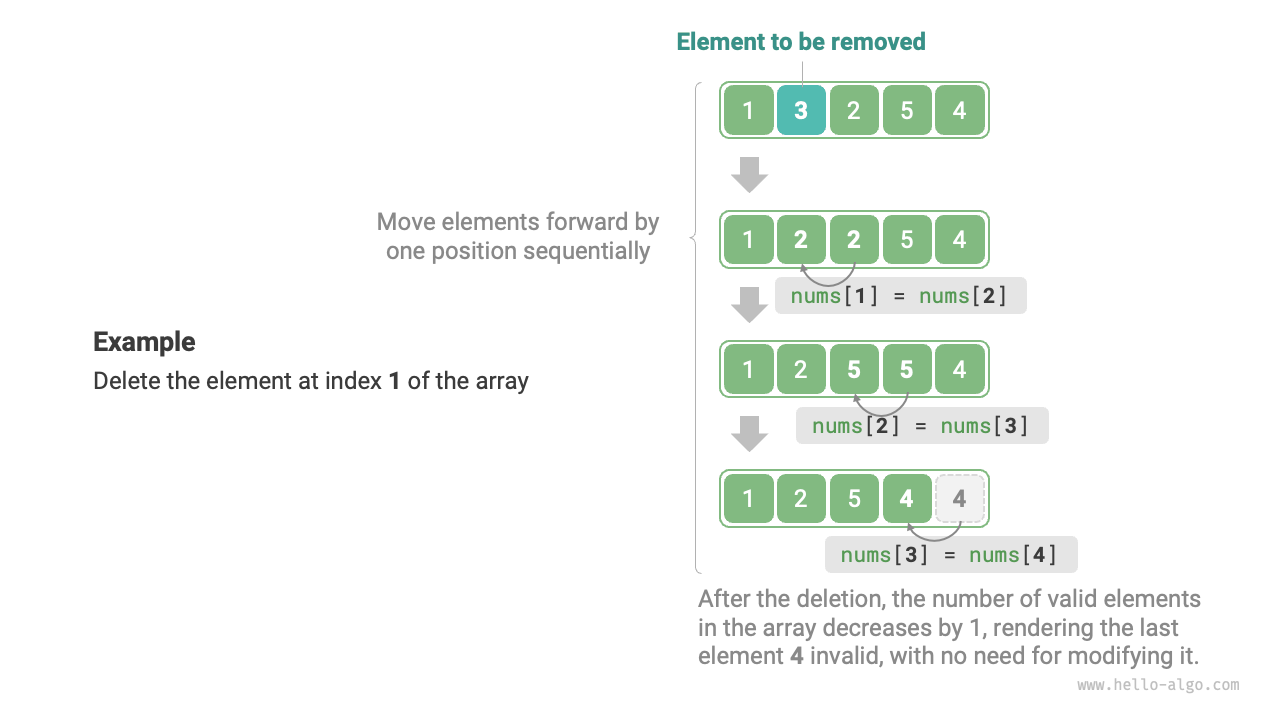 Element to be removed
1 3 2 5 4
Move elements forward by
one position sequentially
1 2 2 5 4
nums[1] = nums[2]
Example
Delete the element at index 1 of the array
1 2 5 5 4
nums[2] = nums[3]
1 2 5 4 4
nums[3] = nums[4]
After the deletion, the number of valid elements
in the array decreases by 1, rendering the last
element 4 invalid, with no need for modifying it.
www.hello-algo.com